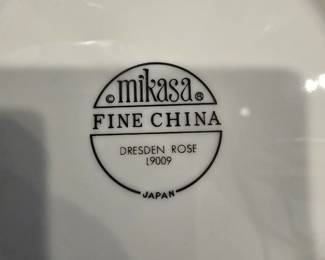 © mikasa ®
FINE CHINA
DRESDEN ROSE
L9009
JAPAN